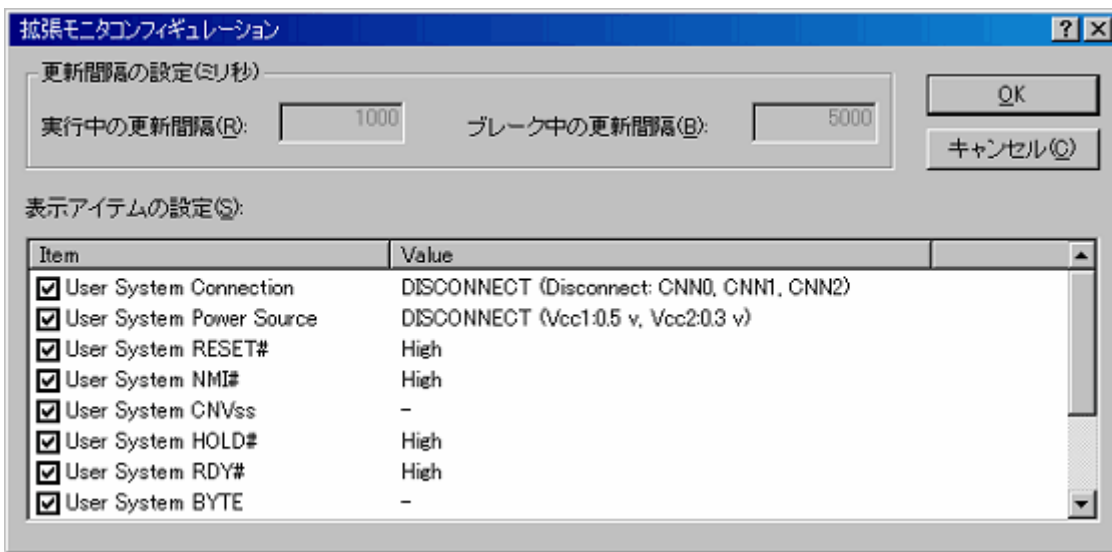 拡張モニタコンフィギュレーション
更新間隔の設定(ミリ秒)
実行中の更新間隔(R): 1000 ブレーク中の更新間隔(B): 5000
OK
キャンセル(C)
表示アイテムの設定(S):
Item Value
User System Connection DISCONNECT (Disconnect: CNN0, CNN1, CNN2)
User System Power Source DISCONNECT (Vcc1:0.5 v, Vcc2:0.3 v)
User System RESET# High
User System NMI# High
User System CNVss -
User System HOLD# High
User System RDY# High
User System BYTE -